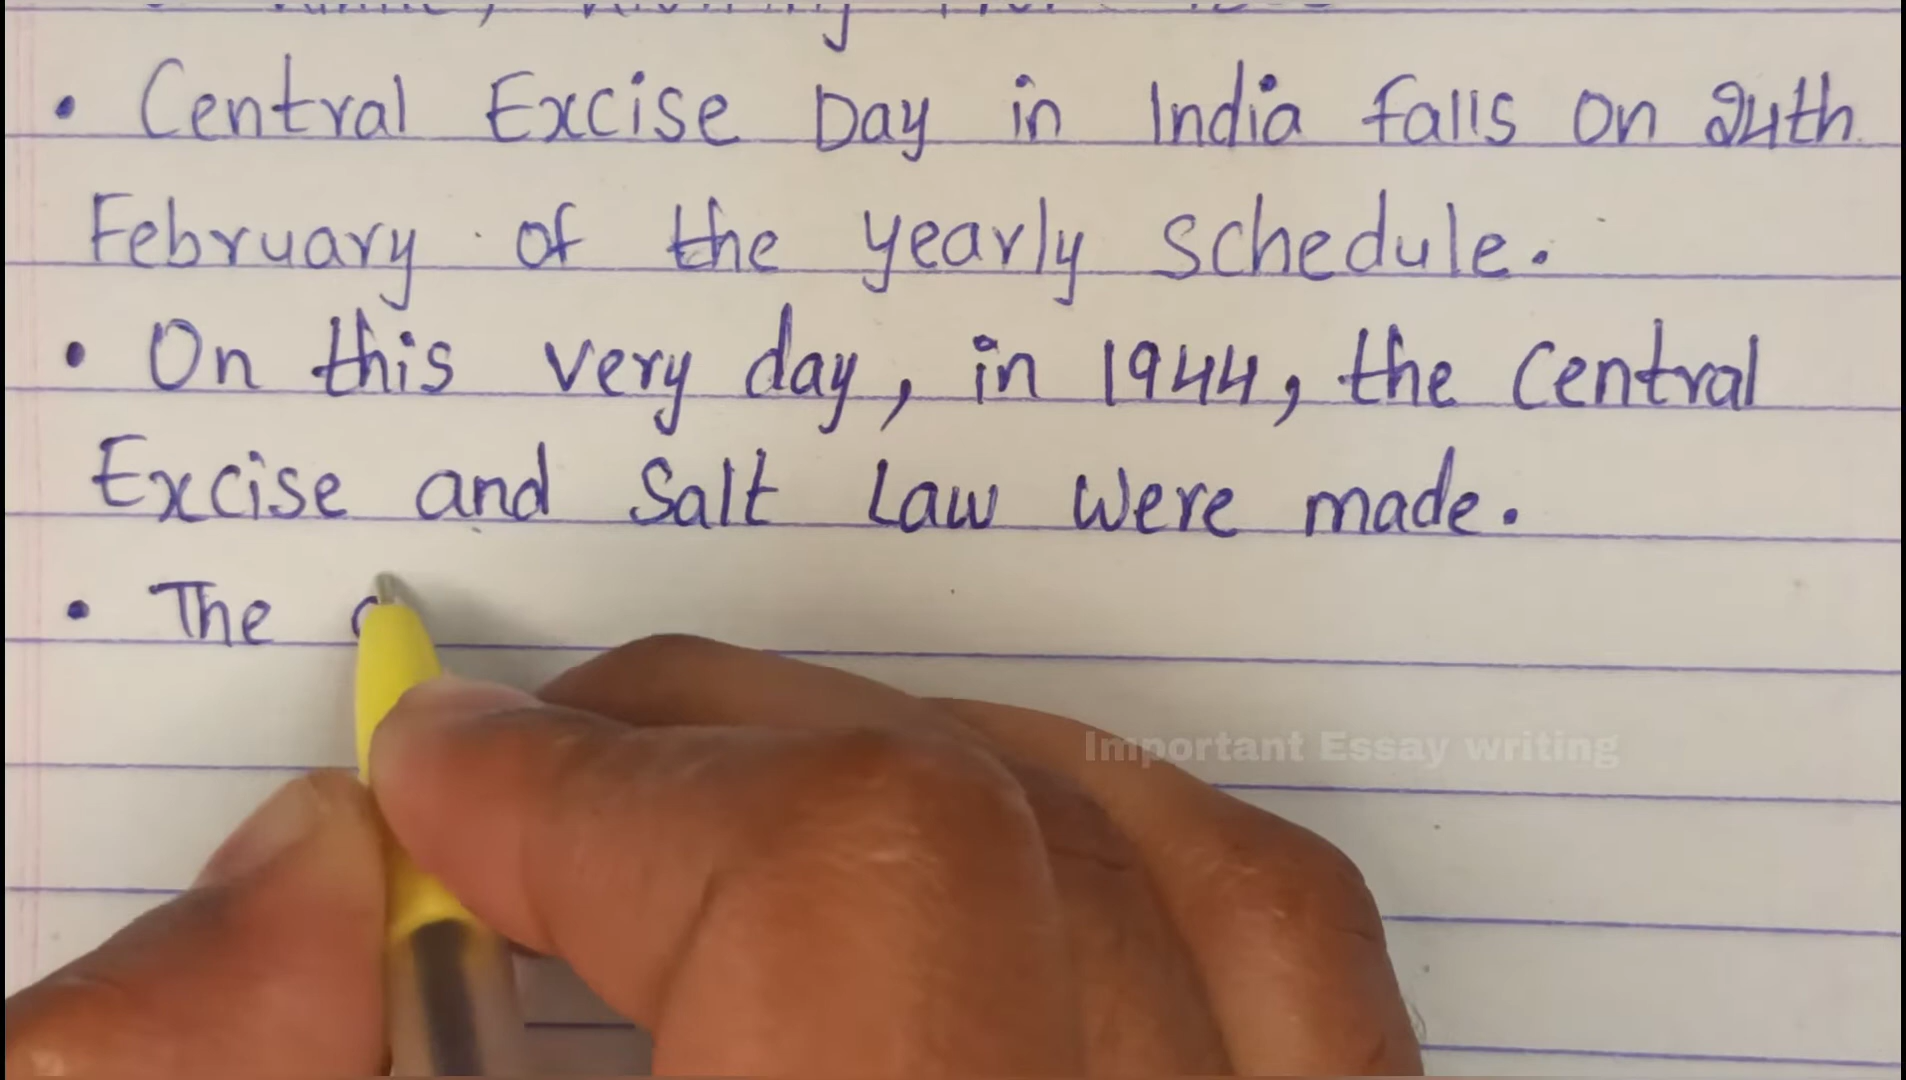 • Central Excise Day in India falls on 24th
February of the yearly schedule.
• On this very day, in 1944, the Central
Excise and Salt Law were made.
• The
Important Essay writing